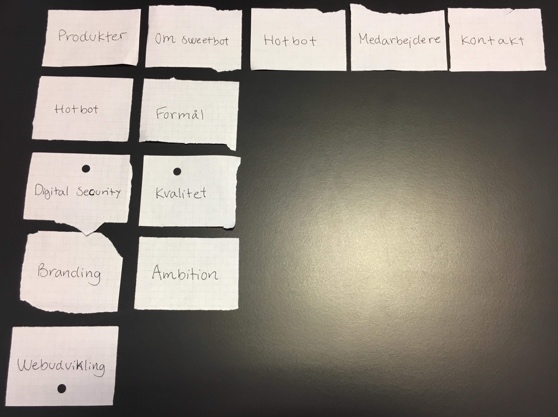 Produkter
Om Sweetbot
Hotbot
Medarbejdere
Kontakt
Hotbot
Formål
Digital Security
Kvalitet
Branding
Ambition
Webudvikling